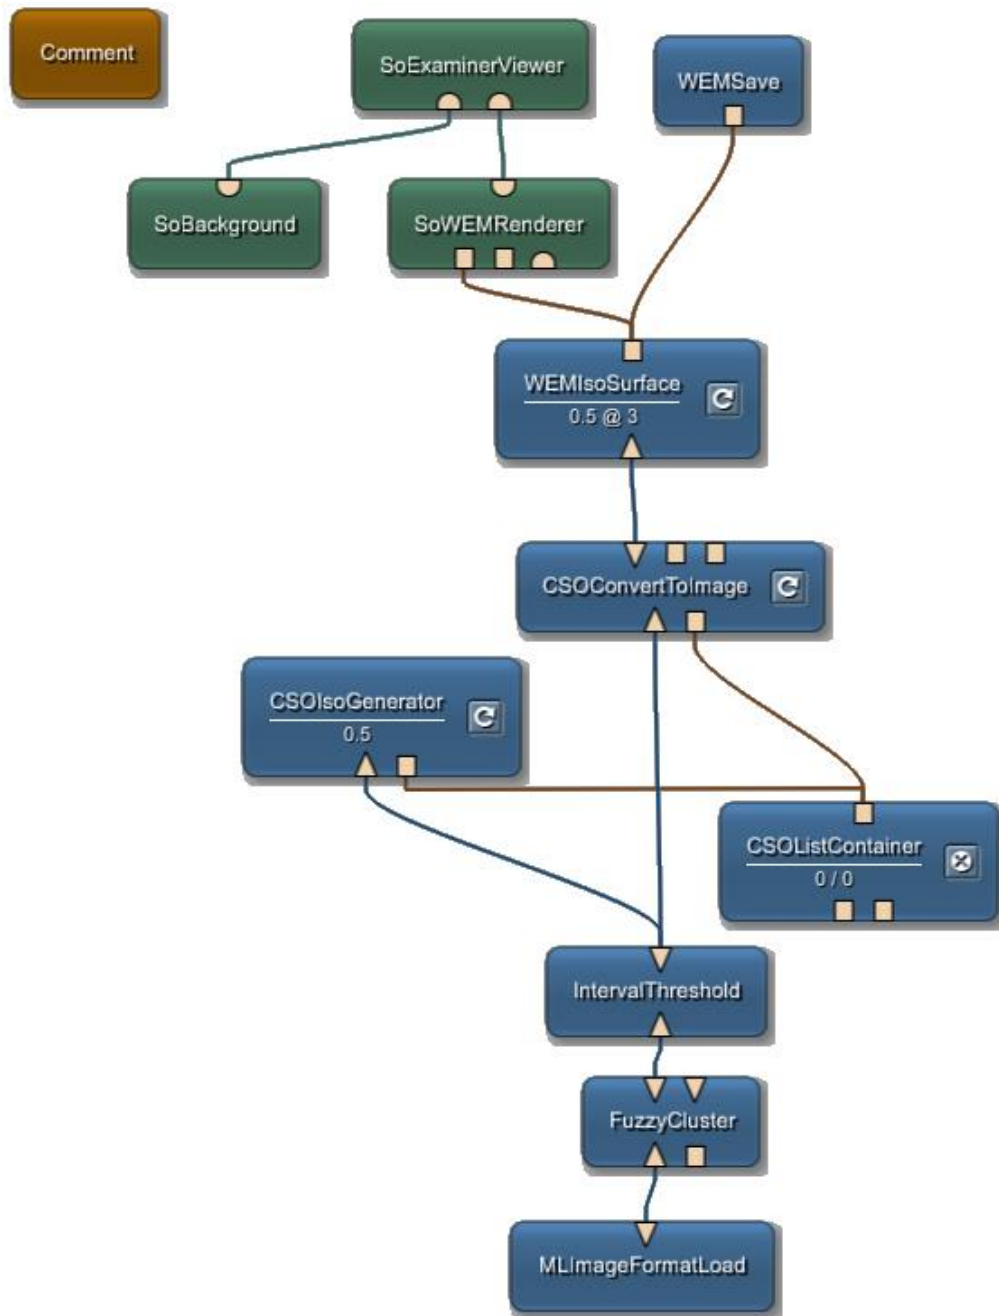 Comment
SoExaminerViewer
WEMSave
SoBackground
SoWEMRenderer
WEMIsoSurface
0.5 @ 3
CSOConvertToImage
CSOIsoGenerator
0.5
CSOListContainer
0 / 0
IntervalThreshold
FuzzyCluster
MLImageFormatLoad